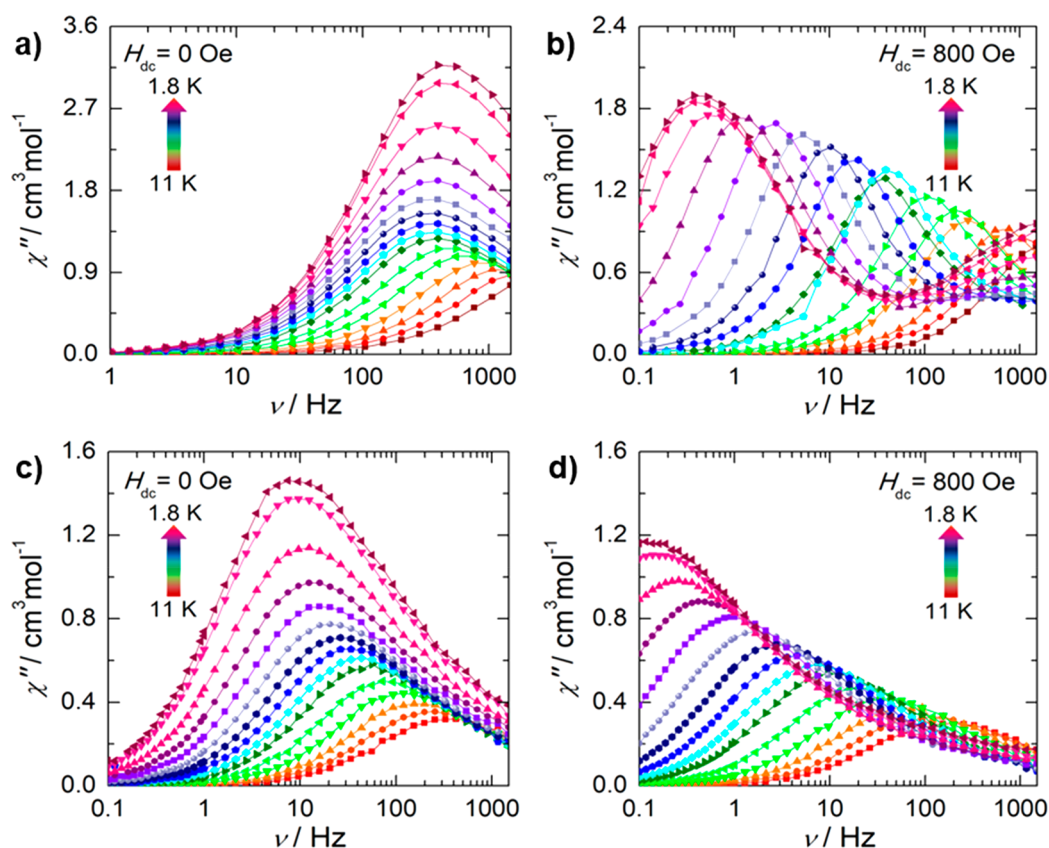 a)
H_dc = 0 Oe
1.8 K
11 K
χ″ / cm³mol⁻¹
3.6
2.7
1.8
0.9
0.0
1 10 100 1000
ν / Hz
b)
H_dc = 800 Oe
1.8 K
11 K
χ″ / cm³mol⁻¹
2.4
1.8
1.2
0.6
0.0
0.1 1 10 100 1000
ν / Hz
c)
H_dc = 0 Oe
1.8 K
11 K
χ″ / cm³mol⁻¹
1.6
1.2
0.8
0.4
0.0
0.1 1 10 100 1000
ν / Hz
d)
H_dc = 800 Oe
1.8 K
11 K
χ″ / cm³mol⁻¹
1.6
1.2
0.8
0.4
0.0
0.1 1 10 100 1000
ν / Hz